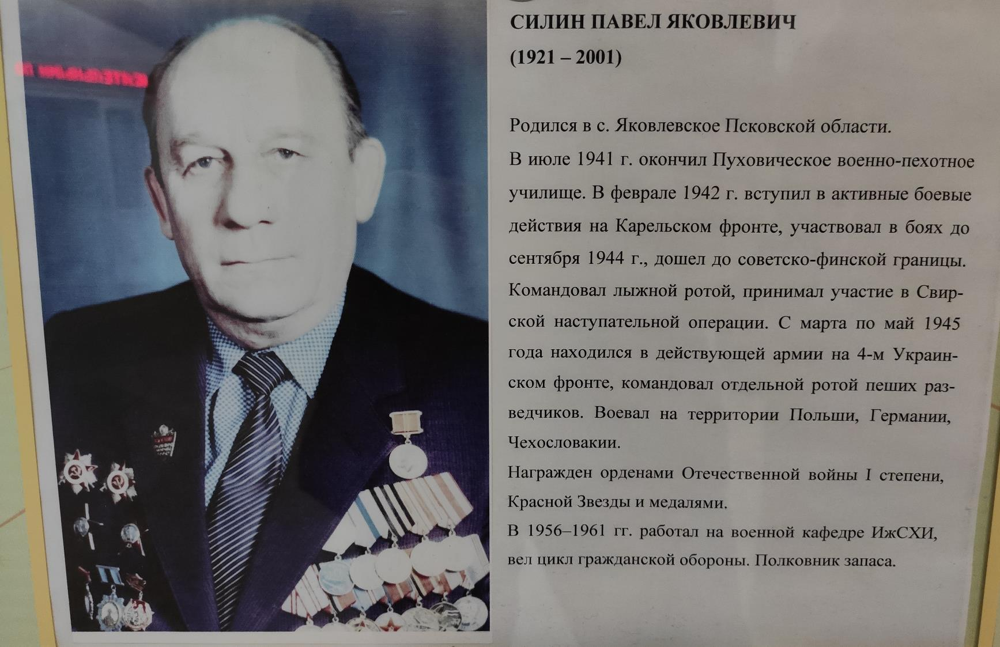 СИЛИН ПАВЕЛ ЯКОВЛЕВИЧ
(1921 – 2001)
Родился в с. Яковлевское Псковской области.
В июле 1941 г. окончил Пуховическое военно-пехотное
училище. В феврале 1942 г. вступил в активные боевые
действия на Карельском фронте, участвовал в боях до
сентября 1944 г., дошел до советско-финской границы.
Командовал лыжной ротой, принимал участие в Свир-
ской наступательной операции. С марта по май 1945
года находился в действующей армии на 4-м Украин-
ском фронте, командовал отдельной ротой пеших раз-
ведчиков. Воевал на территории Польши, Германии,
Чехословакии.
Награжден орденами Отечественной войны I степени,
Красной Звезды и медалями.
В 1956–1961 гг. работал на военной кафедре ИжСХИ,
вел цикл гражданской обороны. Полковник запаса.